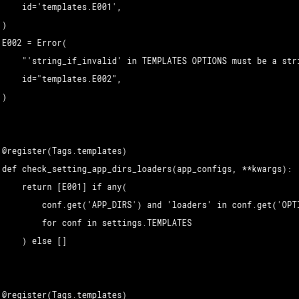 id='templates.E001',
)
E002 = Error(
"'string_if_invalid' in TEMPLATES OPTIONS must be a stri
id="templates.E002",
)
@register(Tags.templates)
def check_setting_app_dirs_loaders(app_configs, **kwargs):
return [E001] if any(
conf.get('APP_DIRS') and 'loaders' in conf.get('OPTI
for conf in settings.TEMPLATES
) else []
@register(Tags.templates)